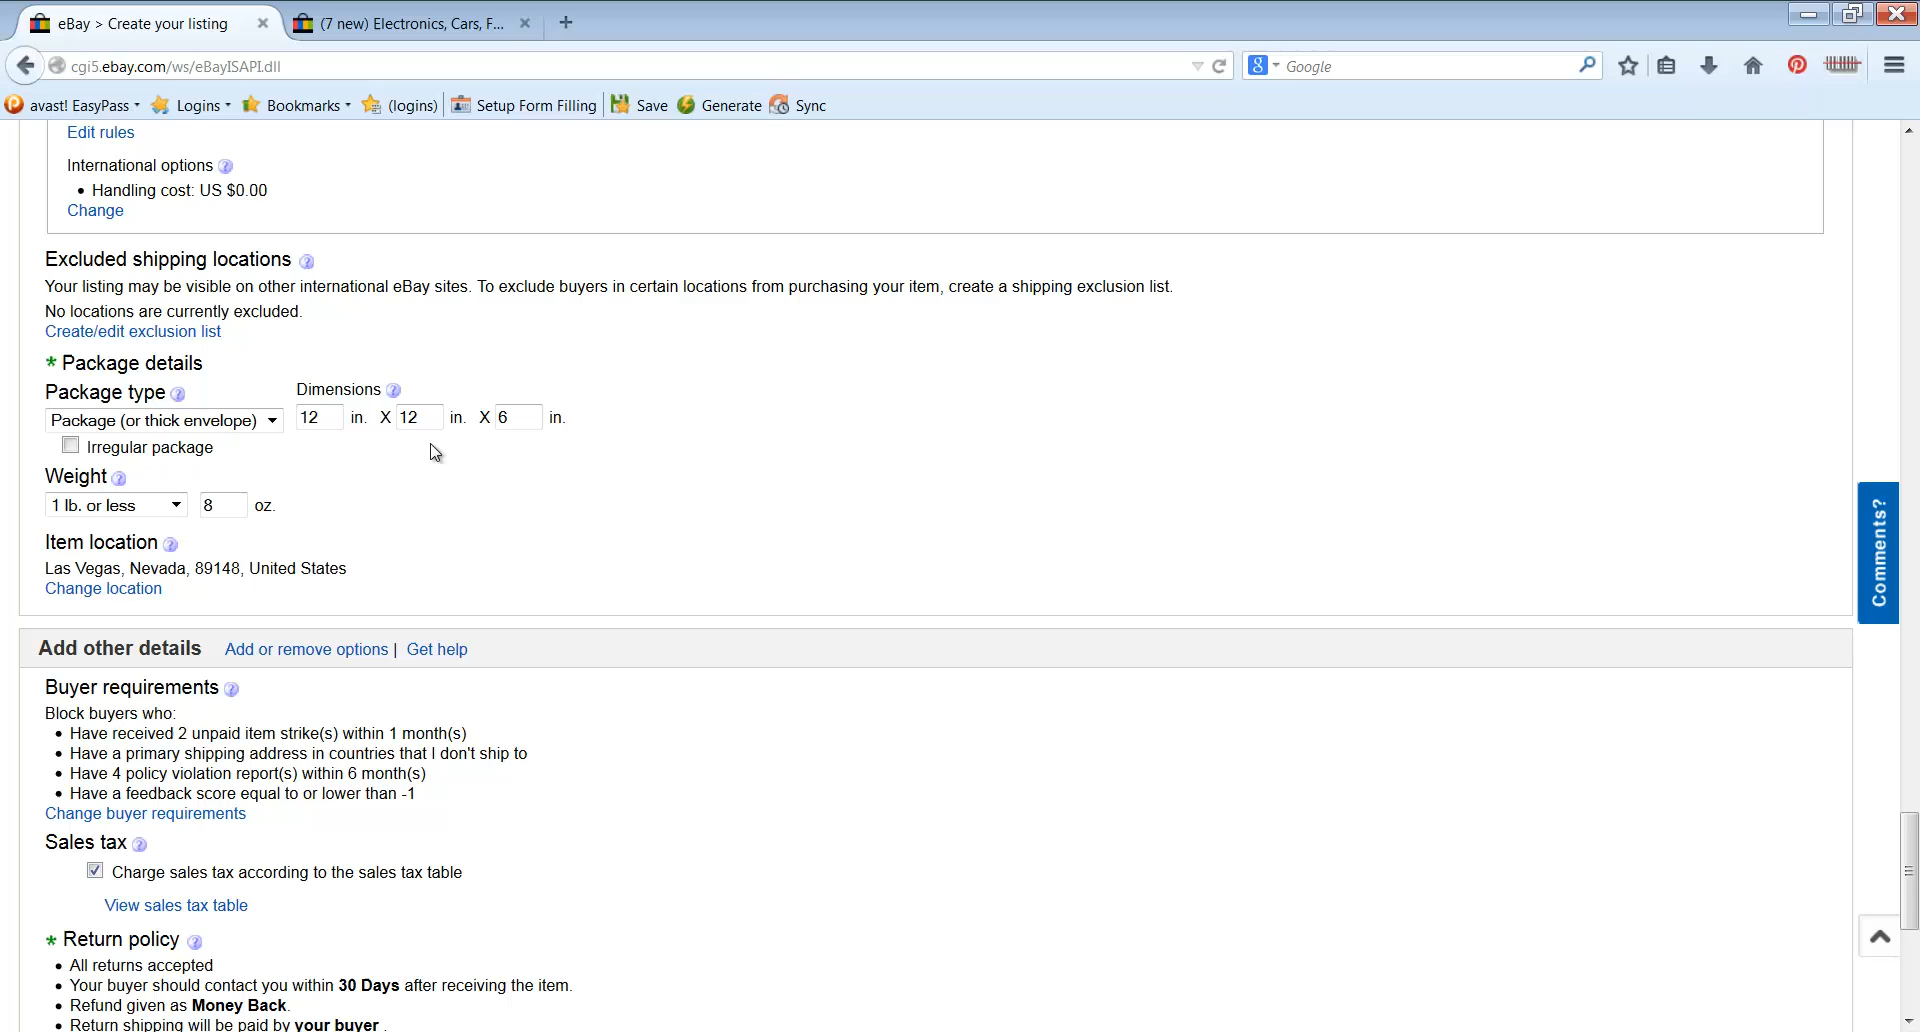 eBay > Create your listing
(7 new) Electronics, Cars, F...
cgi5.ebay.com/ws/eBayISAPI.dll
Google
avast! EasyPass
Logins
Bookmarks
(logins)
Setup Form Filling
Save
Generate
Sync
Edit rules
International options
• Handling cost: US $0.00
Change
Excluded shipping locations
Your listing may be visible on other international eBay sites. To exclude buyers in certain locations from purchasing your item, create a shipping exclusion list.
No locations are currently excluded.
Create/edit exclusion list
* Package details
Package type
Dimensions
Package (or thick envelope)
12 in. X 12 in. X 6 in.
Irregular package
Weight
1 lb. or less 8 oz.
Item location
Las Vegas, Nevada, 89148, United States
Change location
Comments?
Add other details Add or remove options | Get help
Buyer requirements
Block buyers who:
• Have received 2 unpaid item strike(s) within 1 month(s)
• Have a primary shipping address in countries that I don't ship to
• Have 4 policy violation report(s) within 6 month(s)
• Have a feedback score equal to or lower than -1
Change buyer requirements
Sales tax
Charge sales tax according to the sales tax table
View sales tax table
* Return policy
• All returns accepted
• Your buyer should contact you within 30 Days after receiving the item.
• Refund given as Money Back.
• Return shipping will be paid by your buyer .